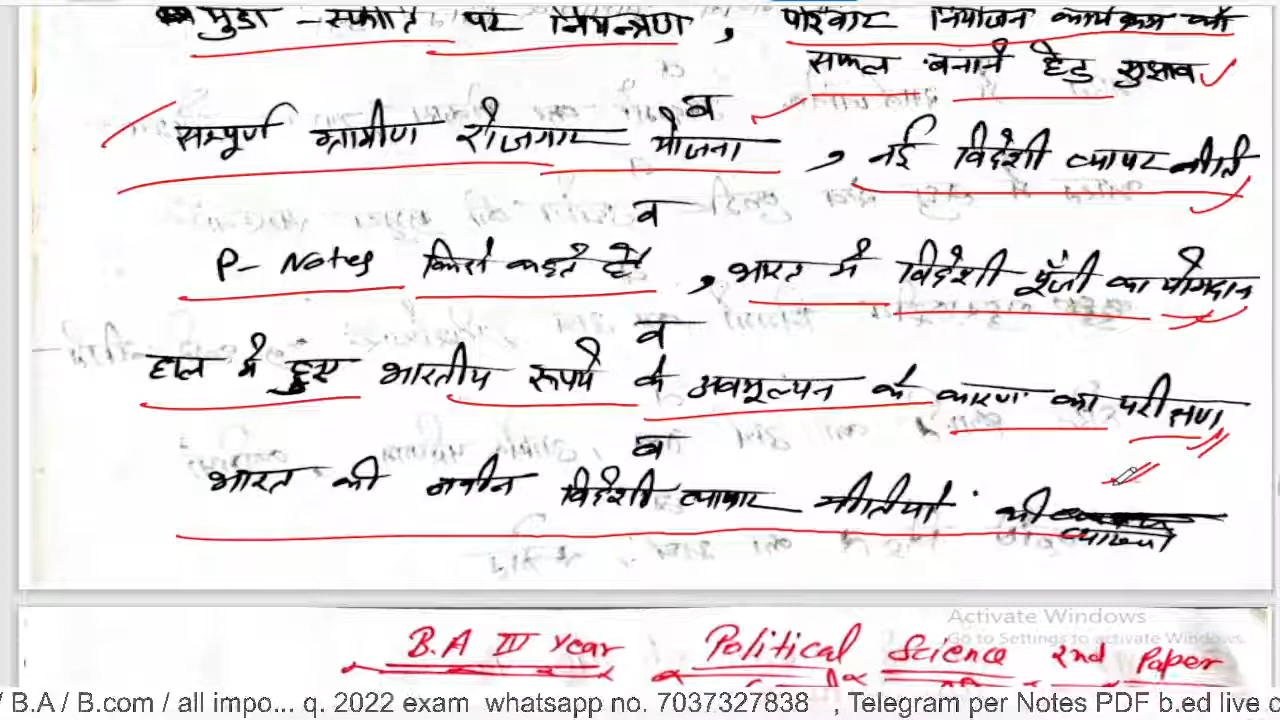 मुद्रा - स्फीति पर नियन्त्रण , परिवार नियोजन कार्यक्रम को
सफल बनाने हेतु सुझाव
व
सम्पूर्ण ग्रामीण रोजगार योजना , नई विदेशी व्यापार नीति
व
P- Notes किसे कहते हैं , भारत में विदेशी पूँजी का योगदान
व
हाल में हुए भारतीय रूपये के अवमूल्यन के कारण का परीक्षण
व
भारत की नवीन विदेशी व्यापार नीतियों की व्याख्या
Activate Windows
Go to Settings to activate Windows.
B.A III Year Political Science 2nd Paper
/ B.A / B.com / all impo... q. 2022 exam whatsapp no. 7037327838 , Telegram per Notes PDF b.ed live c